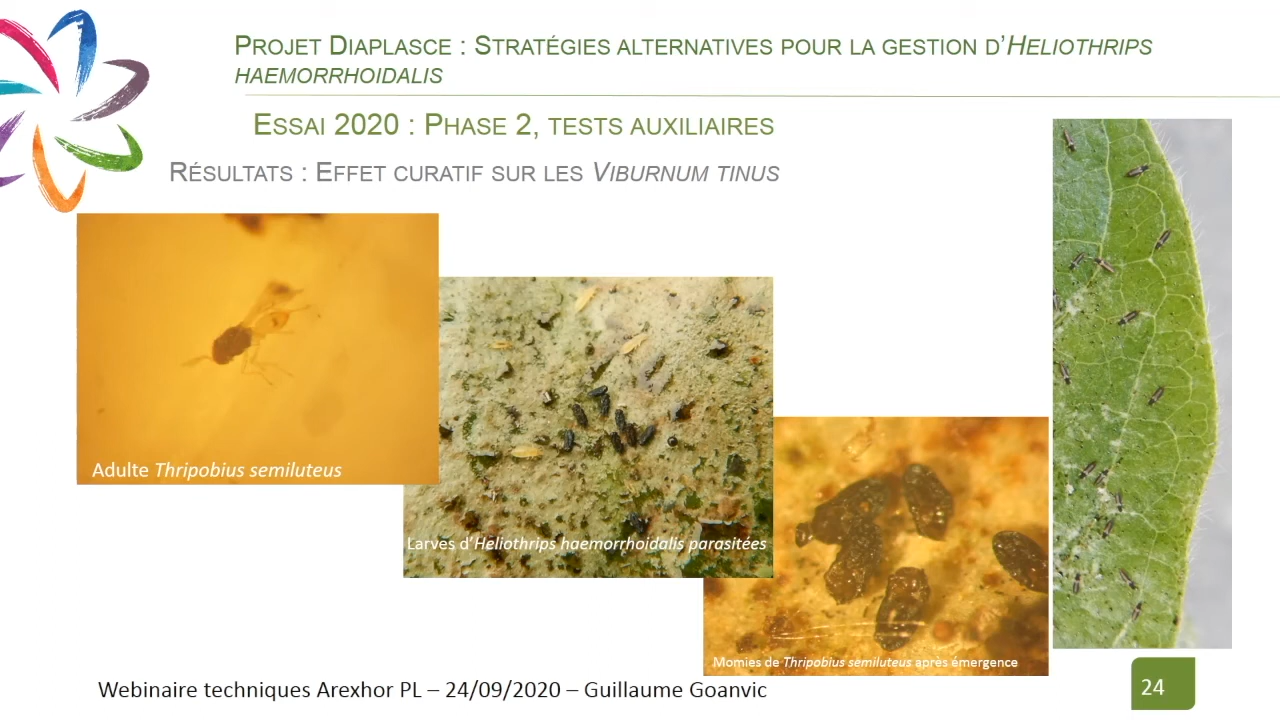 PROJET DIAPLASCE : STRATÉGIES ALTERNATIVES POUR LA GESTION D'HELIOTHRIPS
HAEMORRHOIDALIS
ESSAI 2020 : PHASE 2, TESTS AUXILIAIRES
RÉSULTATS : EFFET CURATIF SUR LES VIBURNUM TINUS
Adulte Thripobius semiluteus
Larves d'Heliothrips haemorrhoidalis parasitées
Momies de Thripobius semiluteus après émergence
Webinaire techniques Arexhor PL – 24/09/2020 – Guillaume Goanvic
24